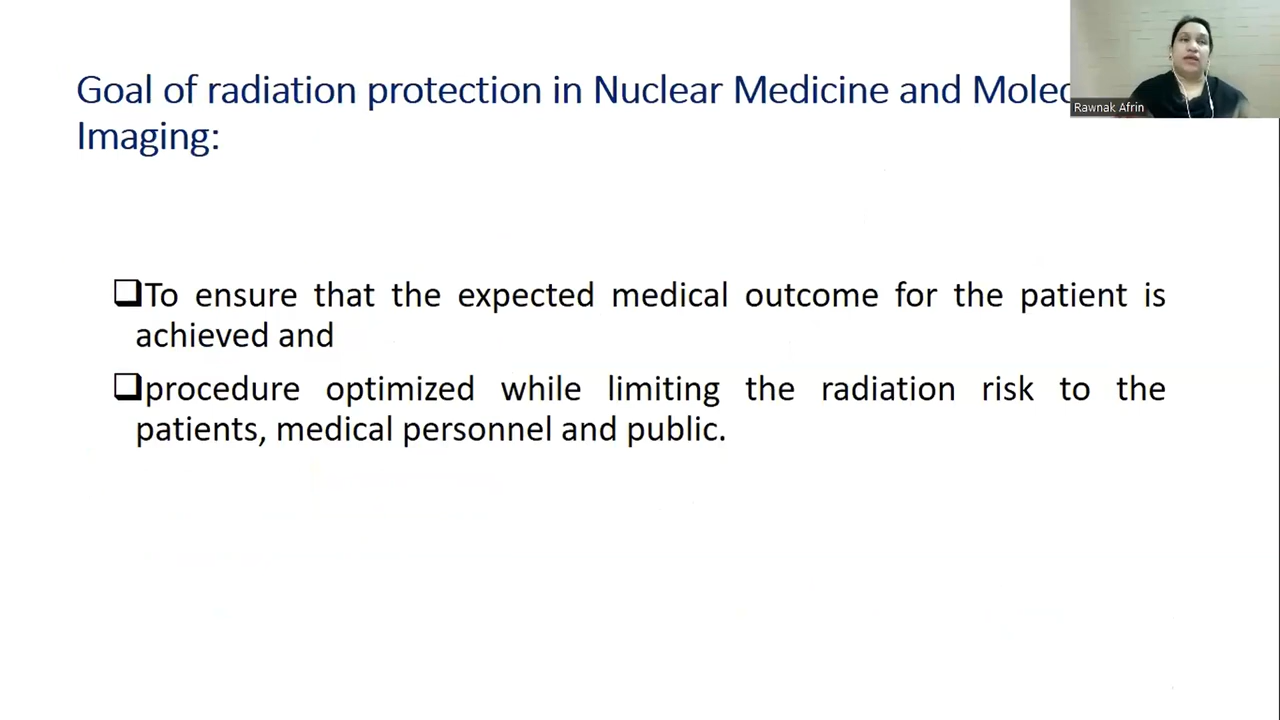 Goal of radiation protection in Nuclear Medicine and
Imaging:
Rawnak Afrin
❑To ensure that the expected medical outcome for the patient is
achieved and
❑procedure optimized while limiting the radiation risk to the
patients, medical personnel and public.